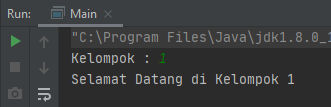 Run: Main ×
"C:\Program Files\Java\jdk1.8.0_1
Kelompok : 1
Selamat Datang di Kelompok 1